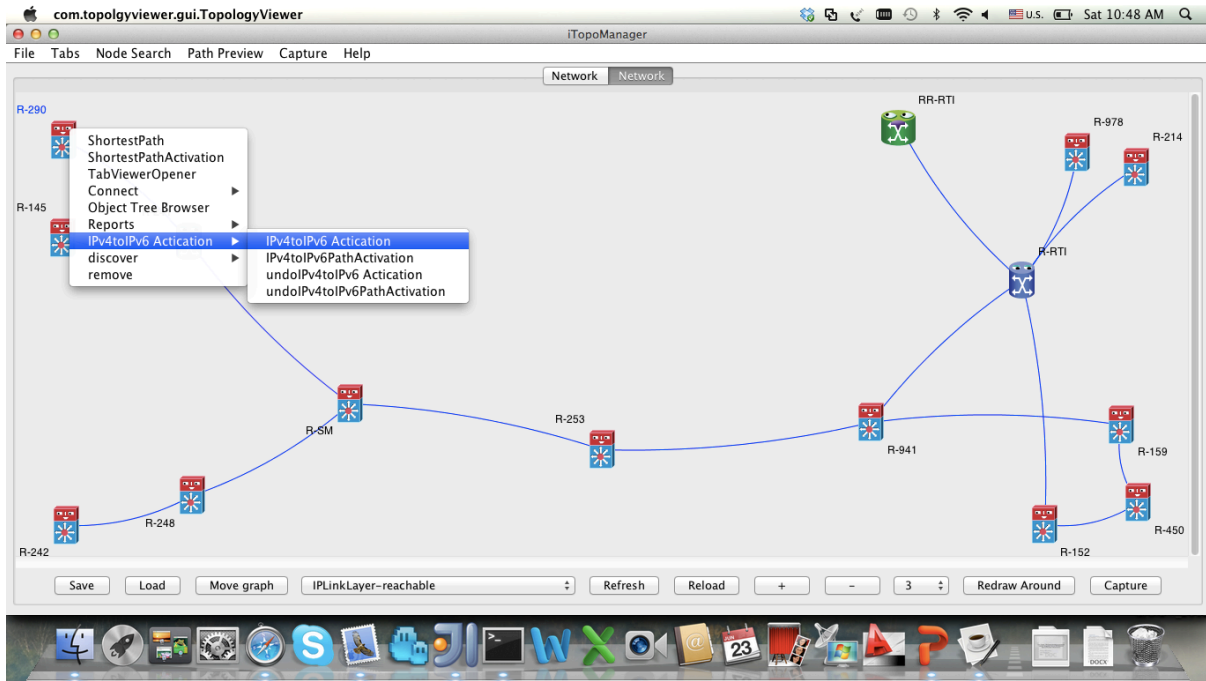 com.topolgyviewer.gui.TopologyViewer U.S. Sat 10:48 AM
iTopoManager
File Tabs Node Search Path Preview Capture Help
Network Network
R-290
RR-RTI
R-978
R-214
ShortestPath
ShortestPathActivation
TabViewerOpener
Connect
Object Tree Browser
Reports
IPv4toIPv6 Actication
discover
remove
IPv4toIPv6 Actication
IPv4toIPv6PathActivation
undoIPv4toIPv6 Actication
undoIPv4toIPv6PathActivation
R-145
R-RTI
R-SM
R-253
R-941
R-159
R-248
R-450
R-242
R-152
Save Load Move graph IPLinkLayer-reachable Refresh Reload + - 3 Redraw Around Capture
JUN
23
DOCX